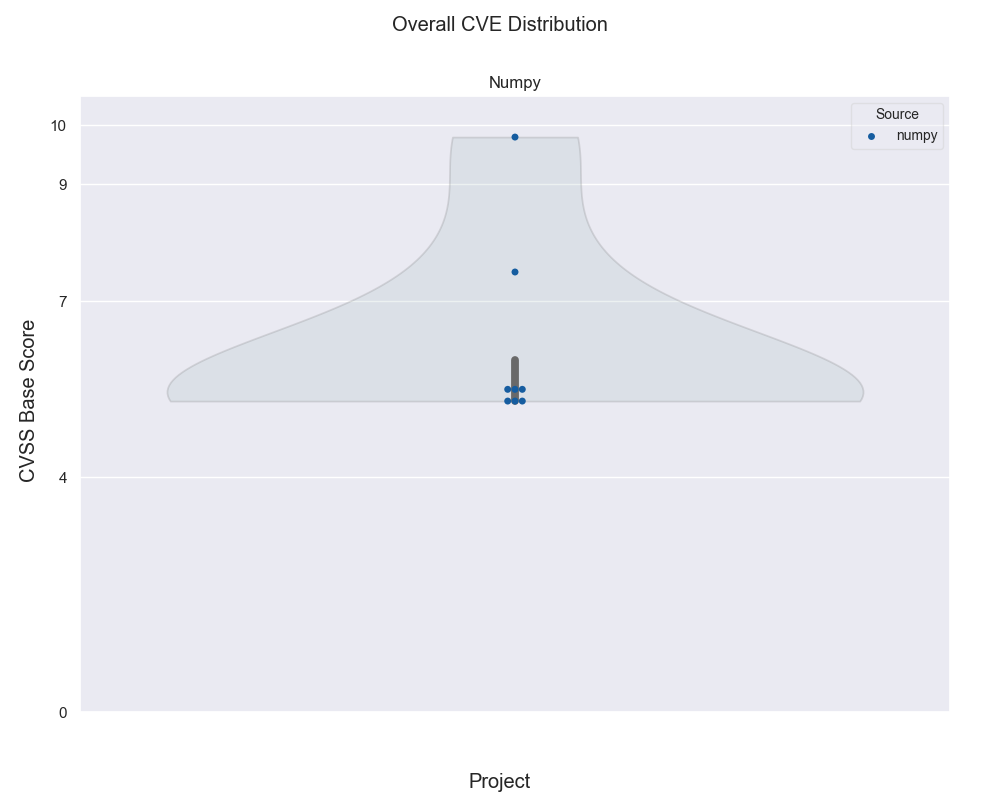 Overall CVE Distribution
Numpy
Source
numpy
10
9
7
4
0
CVSS Base Score
Project